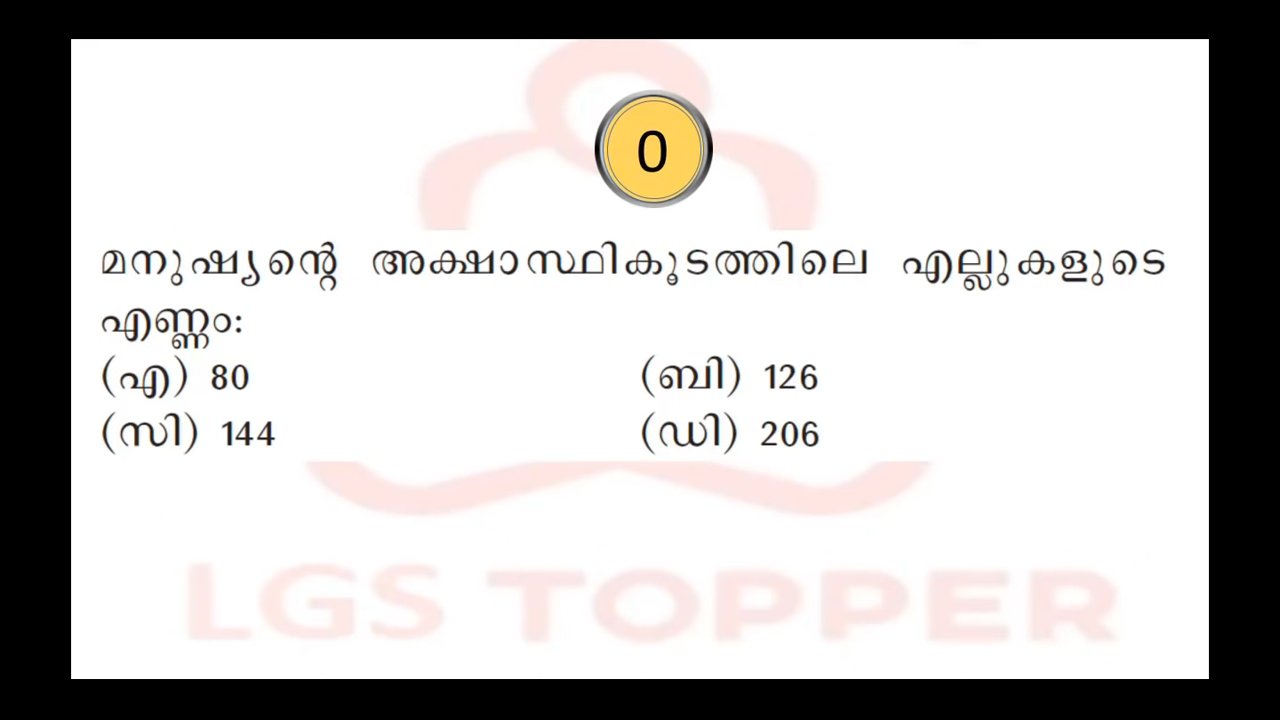 0
മനുഷ്യന്റെ അക്ഷാസ്ഥികൂടത്തിലെ എല്ലുകളുടെ
എണ്ണം:
(എ) 80 (ബി) 126
(സി) 144 (ഡി) 206
LGS TOPPER